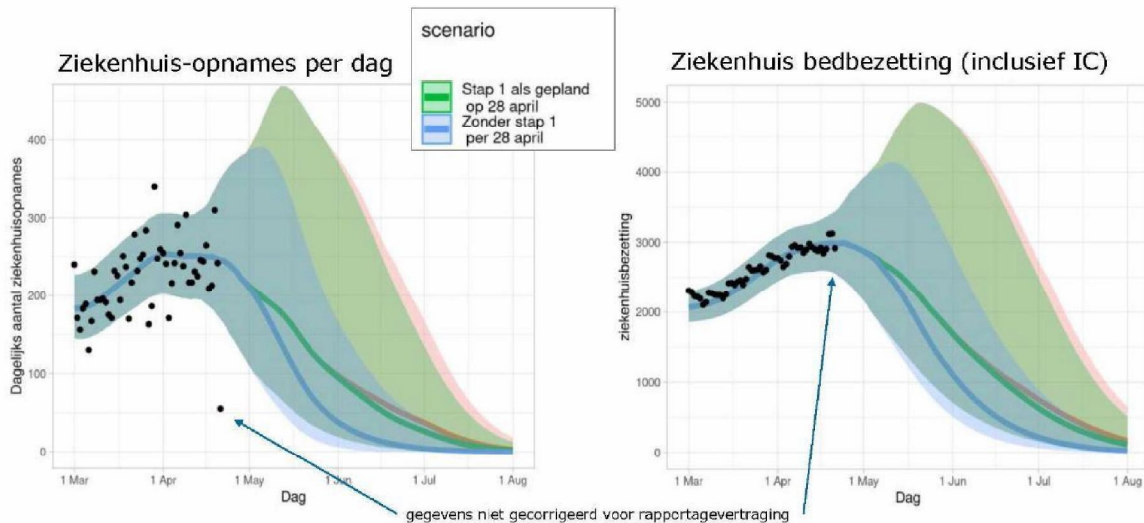 scenario
Ziekenhuis-opnames per dag
Stap 1 als gepland
op 28 april
Zonder stap 1
per 28 april
Ziekenhuis bedbezetting (inclusief IC)
Dagelijks aantal ziekenhuisopnames
400
300
200
100
0
1 Mar
1 Apr
1 May
1 Jun
1 Jul
1 Aug
Dag
ziekenhuisbezetting
5000
4000
3000
2000
1000
0
1 Mar
1 Apr
1 May
1 Jun
1 Jul
1 Aug
Dag
gegevens niet gecorrigeerd voor rapportagevertraging